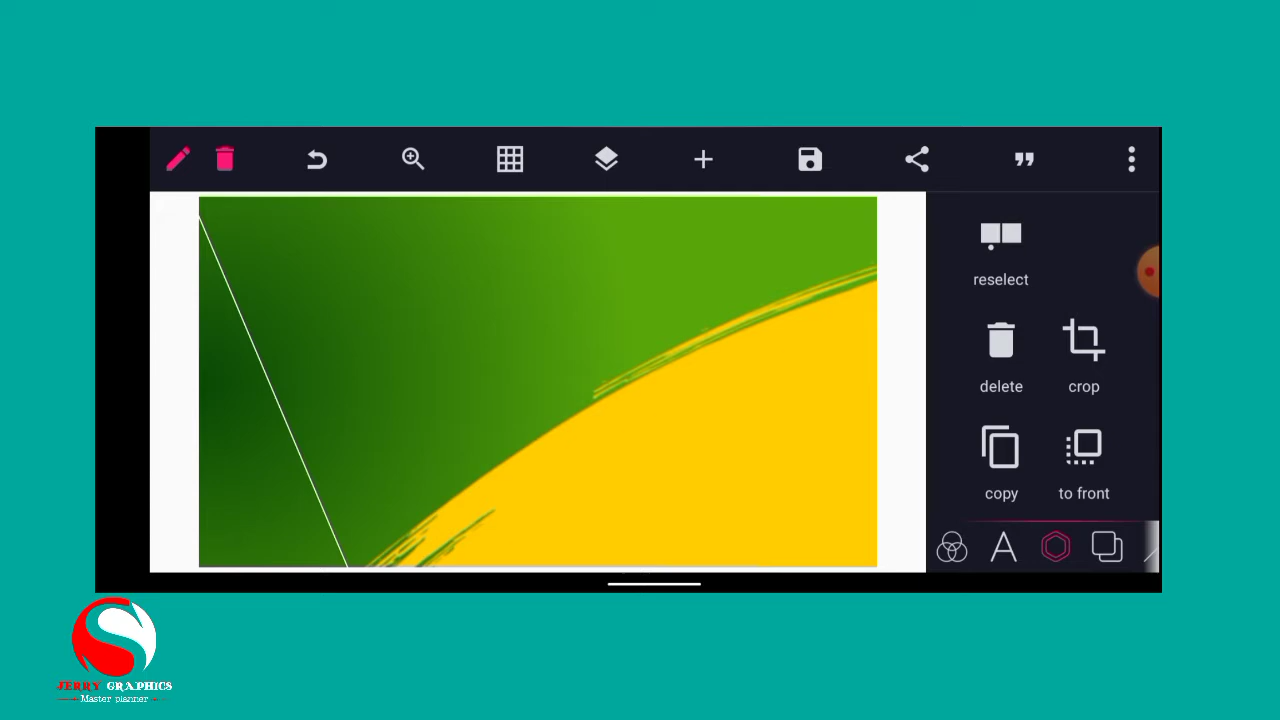 reselect
delete crop
copy to front
JERRY GRAPHICS
Master planner